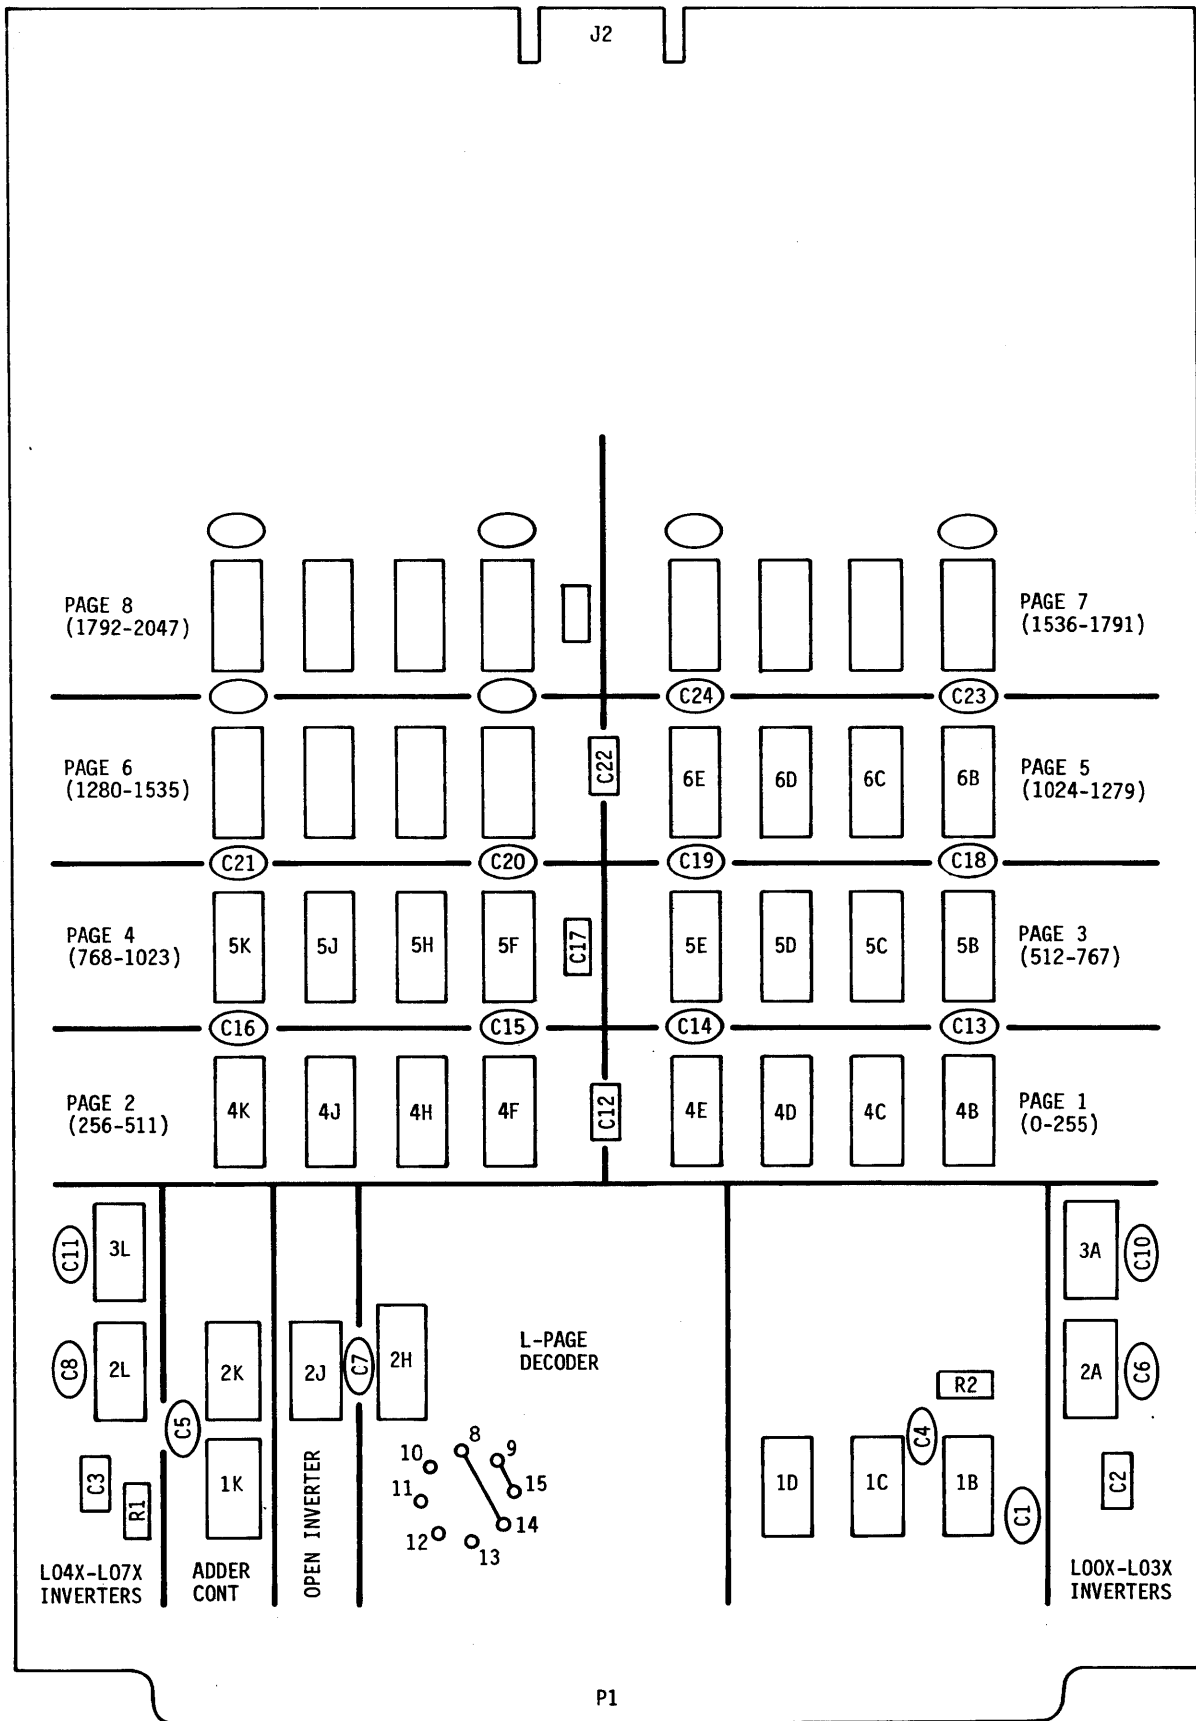 J2
PAGE 8
(1792-2047)
PAGE 7
(1536-1791)
C24
C23
PAGE 6
(1280-1535)
C22
6E
6D
6C
6B
PAGE 5
(1024-1279)
C21
C20
C19
C18
PAGE 4
(768-1023)
5K
5J
5H
5F
C17
5E
5D
5C
5B
PAGE 3
(512-767)
C16
C15
C14
C13
PAGE 2
(256-511)
4K
4J
4H
4F
C12
4E
4D
4C
4B
PAGE 1
(0-255)
C11
3L
3A
C10
C8
2L
2K
2J
C7
2H
L-PAGE
DECODER
R2
2A
C6
C5
C4
C3
R1
1K
OPEN INVERTER
8
9
10
11
12
13
14
15
1D
1C
1B
C1
C2
L04X-L07X
INVERTERS
ADDER
CONT
L00X-L03X
INVERTERS
P1